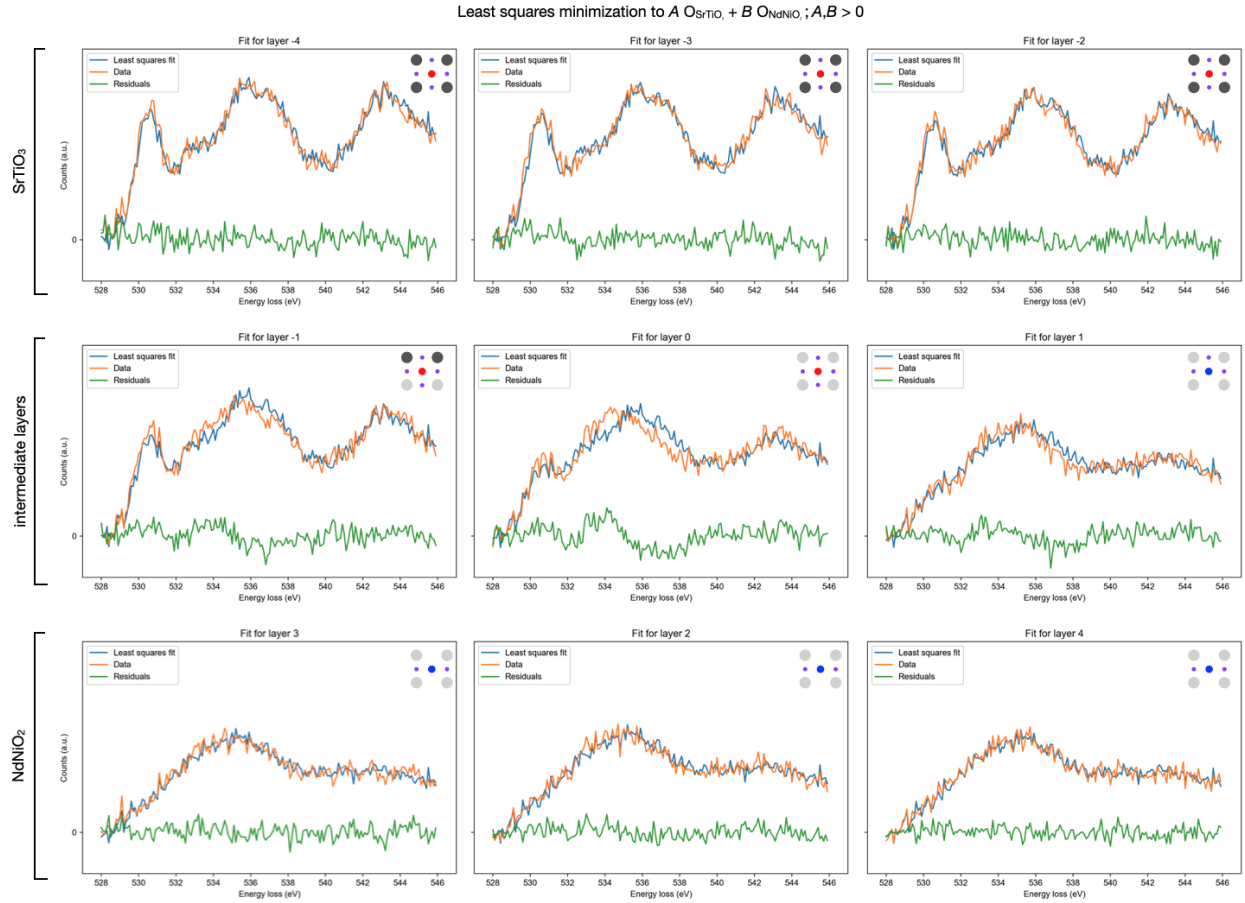 Least squares minimization to A O SrTiO, + B O NdNiO, ; A,B > 0
SrTiO₃
Fit for layer -4
Least squares fit
Data
Residuals
Counts (a.u.)
0
528 530 532 534 536 538 540 542 544 546
Energy loss (eV)
Fit for layer -3
Least squares fit
Data
Residuals
528 530 532 534 536 538 540 542 544 546
Energy loss (eV)
Fit for layer -2
Least squares fit
Data
Residuals
528 530 532 534 536 538 540 542 544 546
Energy loss (eV)
intermediate layers
Fit for layer -1
Least squares fit
Data
Residuals
Counts (a.u.)
0
528 530 532 534 536 538 540 542 544 546
Energy loss (eV)
Fit for layer 0
Least squares fit
Data
Residuals
528 530 532 534 536 538 540 542 544 546
Energy loss (eV)
Fit for layer 1
Least squares fit
Data
Residuals
528 530 532 534 536 538 540 542 544 546
Energy loss (eV)
NdNiO₂
Fit for layer 3
Least squares fit
Data
Residuals
Counts (a.u.)
0
528 530 532 534 536 538 540 542 544 546
Energy loss (eV)
Fit for layer 2
Least squares fit
Data
Residuals
528 530 532 534 536 538 540 542 544 546
Energy loss (eV)
Fit for layer 4
Least squares fit
Data
Residuals
528 530 532 534 536 538 540 542 544 546
Energy loss (eV)